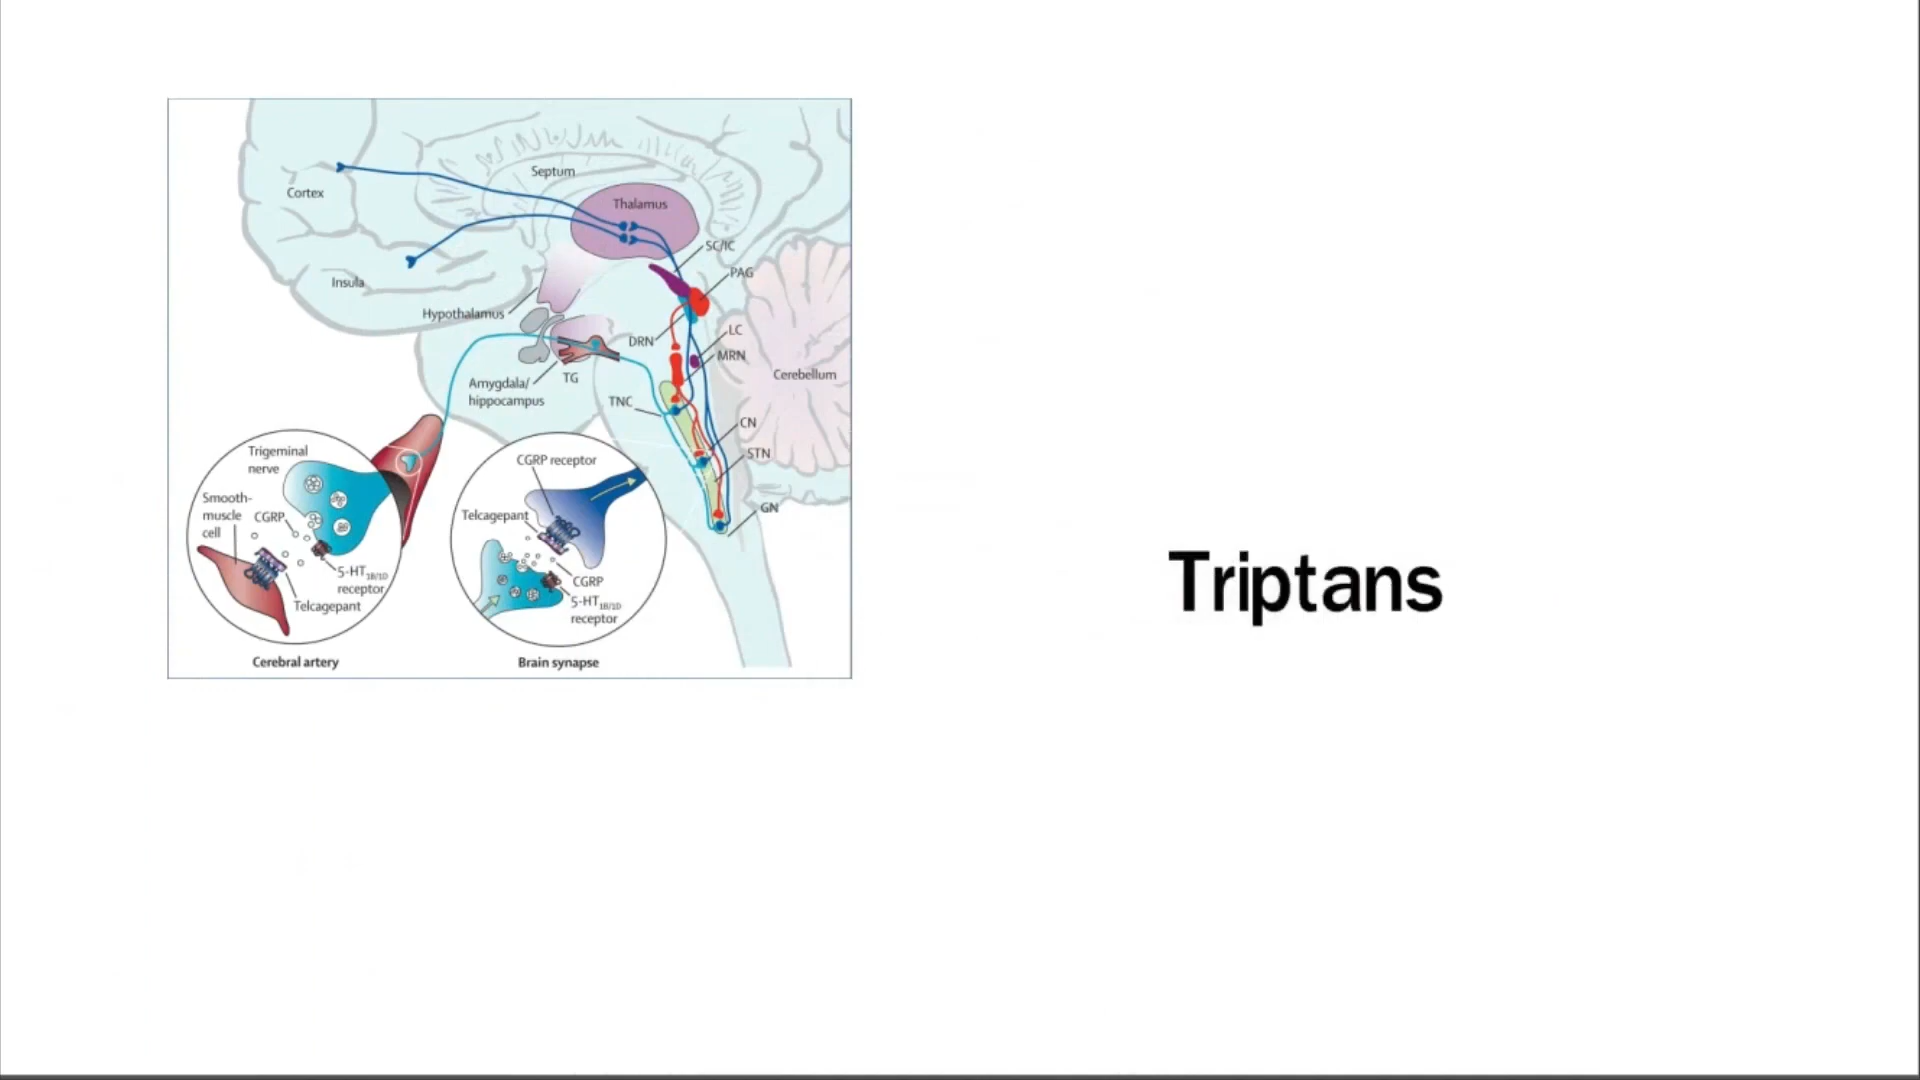 Septum
Cortex
Thalamus
SC/IC
PAG
Insula
Hypothalamus
LC
DRN
MRN
Cerebellum
TG
Amygdala/
hippocampus
TNC
CN
STN
GN
Trigeminal
nerve
Smooth-
muscle
cell
CGRP
5-HT1B/1D
receptor
Telcagepant
Cerebral artery
CGRP receptor
Telcagepant
CGRP
5-HT1B/1D
receptor
Brain synapse
Triptans